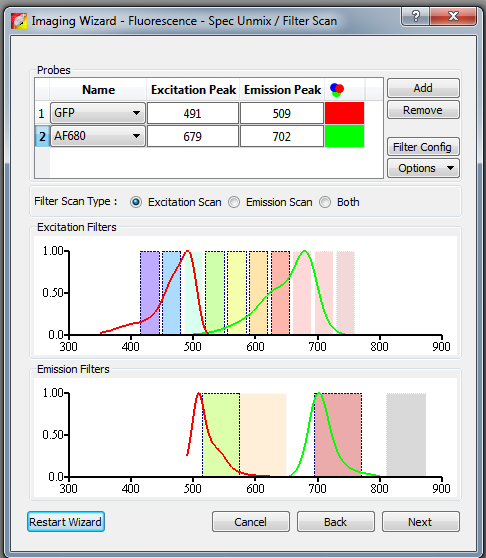 Imaging Wizard - Fluorescence - Spec Unmix / Filter Scan
Probes
Name Excitation Peak Emission Peak
1 GFP 491 509
2 AF680 679 702
Add
Remove
Filter Config
Options
Filter Scan Type : Excitation Scan Emission Scan Both
Excitation Filters
1.00
0.50
0.0
300 400 500 600 700 800 900
Emission Filters
1.00
0.50
0.0
300 400 500 600 700 800 900
Restart Wizard Cancel Back Next